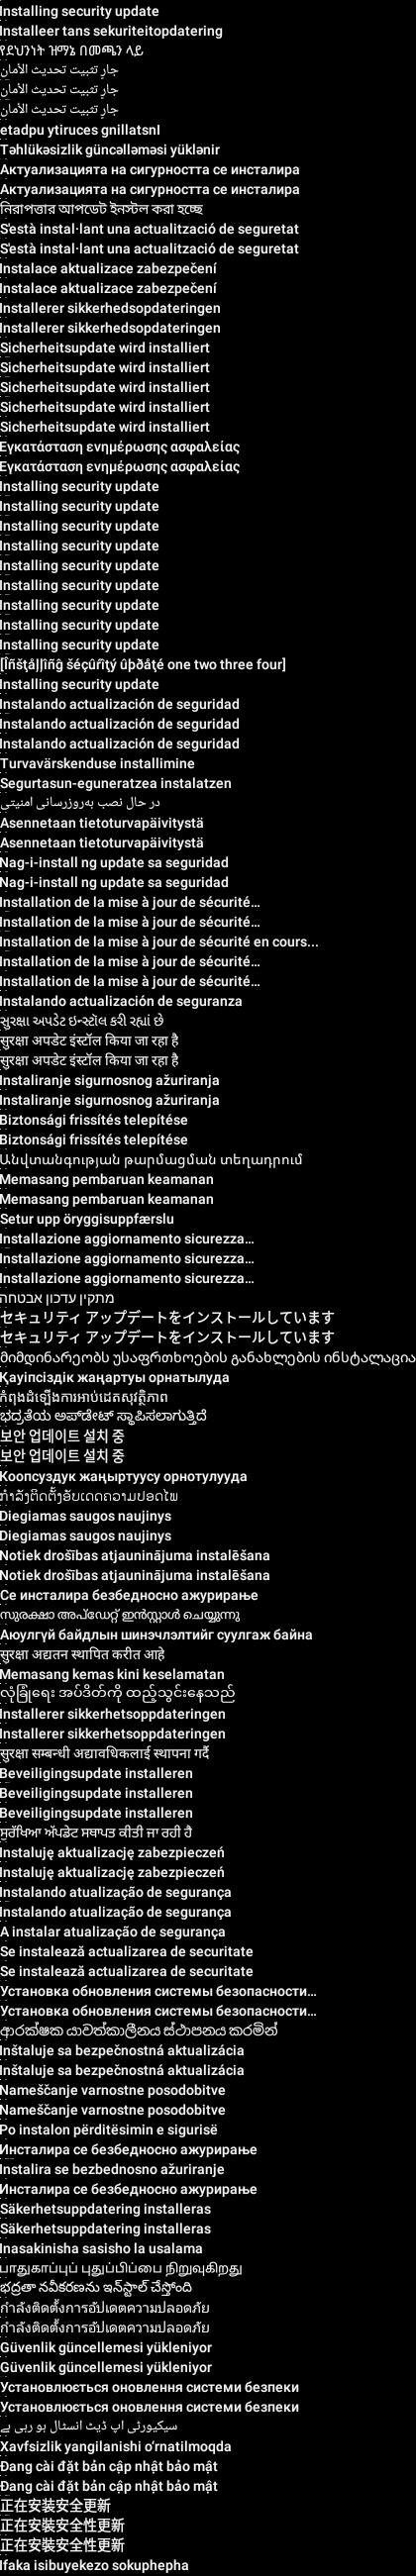 Installing security update
Installeer tans sekuriteitopdatering
የደህንነት ዝማኔ በመጫን ላይ
جارٍ تثبيت تحديث الأمان
جارٍ تثبيت تحديث الأمان
جارٍ تثبيت تحديث الأمان
etadpu ytiruces gnillatsnI
Təhlükəsizlik güncəlləməsi yüklənir
Актуализацията на сигурността се инсталира
Актуализацията на сигурността се инсталира
নিরাপত্তার আপডেট ইনস্টল করা হচ্ছে
S'està instal·lant una actualització de seguretat
S'està instal·lant una actualització de seguretat
Instalace aktualizace zabezpečení
Instalace aktualizace zabezpečení
Installerer sikkerhedsopdateringen
Installerer sikkerhedsopdateringen
Sicherheitsupdate wird installiert
Sicherheitsupdate wird installiert
Sicherheitsupdate wird installiert
Sicherheitsupdate wird installiert
Sicherheitsupdate wird installiert
Εγκατάσταση ενημέρωσης ασφαλείας
Εγκατάσταση ενημέρωσης ασφαλείας
Installing security update
Installing security update
Installing security update
Installing security update
Installing security update
Installing security update
Installing security update
Installing security update
Installing security update
[Îñšţåļļîñĝ šéçûŕîţý ûþðåţé one two three four]
Installing security update
Instalando actualización de seguridad
Instalando actualización de seguridad
Instalando actualización de seguridad
Turvavärskenduse installimine
Segurtasun-eguneratzea instalatzen
در حال نصب به‌روزرسانی امنیتی
Asennetaan tietoturvapäivitystä
Asennetaan tietoturvapäivitystä
Nag-i-install ng update sa seguridad
Nag-i-install ng update sa seguridad
Installation de la mise à jour de sécurité…
Installation de la mise à jour de sécurité…
Installation de la mise à jour de sécurité en cours...
Installation de la mise à jour de sécurité…
Installation de la mise à jour de sécurité…
Instalando actualización de seguranza
સુરક્ષા અપડેટ ઇન્સ્ટૉલ કરી રહ્યાં છે
सुरक्षा अपडेट इंस्टॉल किया जा रहा है
सुरक्षा अपडेट इंस्टॉल किया जा रहा है
Instaliranje sigurnosnog ažuriranja
Instaliranje sigurnosnog ažuriranja
Biztonsági frissítés telepítése
Biztonsági frissítés telepítése
Անվտանգության թարմացման տեղադրում
Memasang pembaruan keamanan
Memasang pembaruan keamanan
Setur upp öryggisuppfærslu
Installazione aggiornamento sicurezza…
Installazione aggiornamento sicurezza…
Installazione aggiornamento sicurezza…
מתקין עדכון אבטחה
セキュリティ アップデートをインストールしています
セキュリティ アップデートをインストールしています
მიმდინარეობს უსაფრთხოების განახლების ინსტალაცია
Қауіпсіздік жаңартуы орнатылуда
កំពុងដំឡើងការអាប់ដេតសុវត្ថិភាព
ಭದ್ರತೆಯ ಅಪ್‌ಡೇಟ್‌ ಸ್ಥಾಪಿಸಲಾಗುತ್ತಿದೆ
보안 업데이트 설치 중
보안 업데이트 설치 중
Коопсуздук жаңыртуусу орнотулууда
ກຳລັງຕິດຕັ້ງອັບເດດຄວາມປອດໄພ
Diegiamas saugos naujinys
Diegiamas saugos naujinys
Notiek drošības atjauninājuma instalēšana
Notiek drošības atjauninājuma instalēšana
Се инсталира безбедносно ажурирање
സുരക്ഷാ അപ്ഡേറ്റ് ഇൻസ്റ്റാൾ ചെയ്യുന്നു
Аюулгүй байдлын шинэчлэлтийг суулгаж байна
सुरक्षा अद्यतन स्थापित करीत आहे
Memasang kemas kini keselamatan
လုံခြုံရေး အပ်ဒိတ်ကို ထည့်သွင်းနေသည်
Installerer sikkerhetsoppdateringen
Installerer sikkerhetsoppdateringen
सुरक्षा सम्बन्धी अद्यावधिकलाई स्थापना गर्दै
Beveiligingsupdate installeren
Beveiligingsupdate installeren
Beveiligingsupdate installeren
ਸੁਰੱਖਿਆ ਅੱਪਡੇਟ ਸਥਾਪਤ ਕੀਤੀ ਜਾ ਰਹੀ ਹੈ
Instaluję aktualizację zabezpieczeń
Instaluję aktualizację zabezpieczeń
Instalando atualização de segurança
Instalando atualização de segurança
A instalar atualização de segurança
Se instalează actualizarea de securitate
Se instalează actualizarea de securitate
Установка обновления системы безопасности…
Установка обновления системы безопасности…
ආරක්ෂක යාවත්කාලීනය ස්ථාපනය කරමින්
Inštaluje sa bezpečnostná aktualizácia
Inštaluje sa bezpečnostná aktualizácia
Nameščanje varnostne posodobitve
Nameščanje varnostne posodobitve
Po instalon përditësimin e sigurisë
Инсталира се безбедносно ажурирање
Instalira se bezbednosno ažuriranje
Инсталира се безбедносно ажурирање
Säkerhetsuppdatering installeras
Säkerhetsuppdatering installeras
Inasakinisha sasisho la usalama
பாதுகாப்புப் புதுப்பிப்பை நிறுவுகிறது
భద్రతా నవీకరణను ఇన్‌స్టాల్ చేస్తోంది
กำลังติดตั้งการอัปเดตความปลอดภัย
กำลังติดตั้งการอัปเดตความปลอดภัย
Güvenlik güncellemesi yükleniyor
Güvenlik güncellemesi yükleniyor
Установлюється оновлення системи безпеки
Установлюється оновлення системи безпеки
سیکیورٹی اپ ڈیٹ انسٹال ہو رہی ہے
Xavfsizlik yangilanishi o‘rnatilmoqda
Đang cài đặt bản cập nhật bảo mật
Đang cài đặt bản cập nhật bảo mật
正在安装安全更新
正在安裝安全性更新
正在安裝安全性更新
Ifaka isibuyekezo sokuphepha